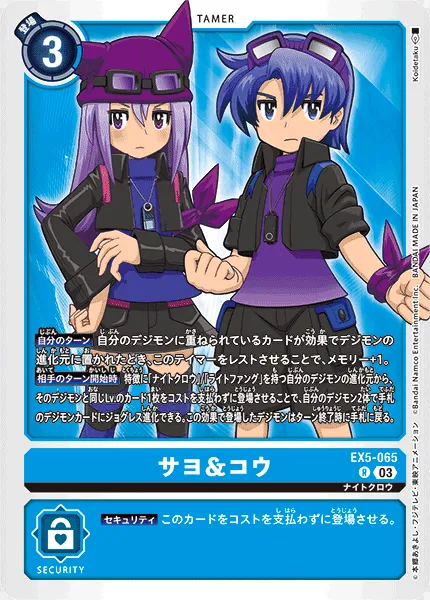 TAMER
登場
3
Koidetaku
自分のターン 自分のデジモンに重ねられているカードが効果でデジモンの
進化元に置かれたとき、このテイマーをレストさせることで、メモリー+1。
相手のターン開始時 特徴に「ナイトクロウ」/「ライトファング」を持つ自分のデジモンの進化元から、
そのデジモンと同じLv.のカード1枚をコストを支払わずに登場させることで、自分のデジモン2体で手札
のデジモンカードにジョグレス進化できる。この効果で登場したデジモンはターン終了時に手札に戻る。
EX5-065
サヨ&コウ
R 03
ナイトクロウ
セキュリティ このカードをコストを支払わずに登場させる。
SECURITY
©本郷あきよし・フジテレビ・東映アニメーション ©Bandai Namco Entertainment Inc. BANDAI MADE IN JAPAN